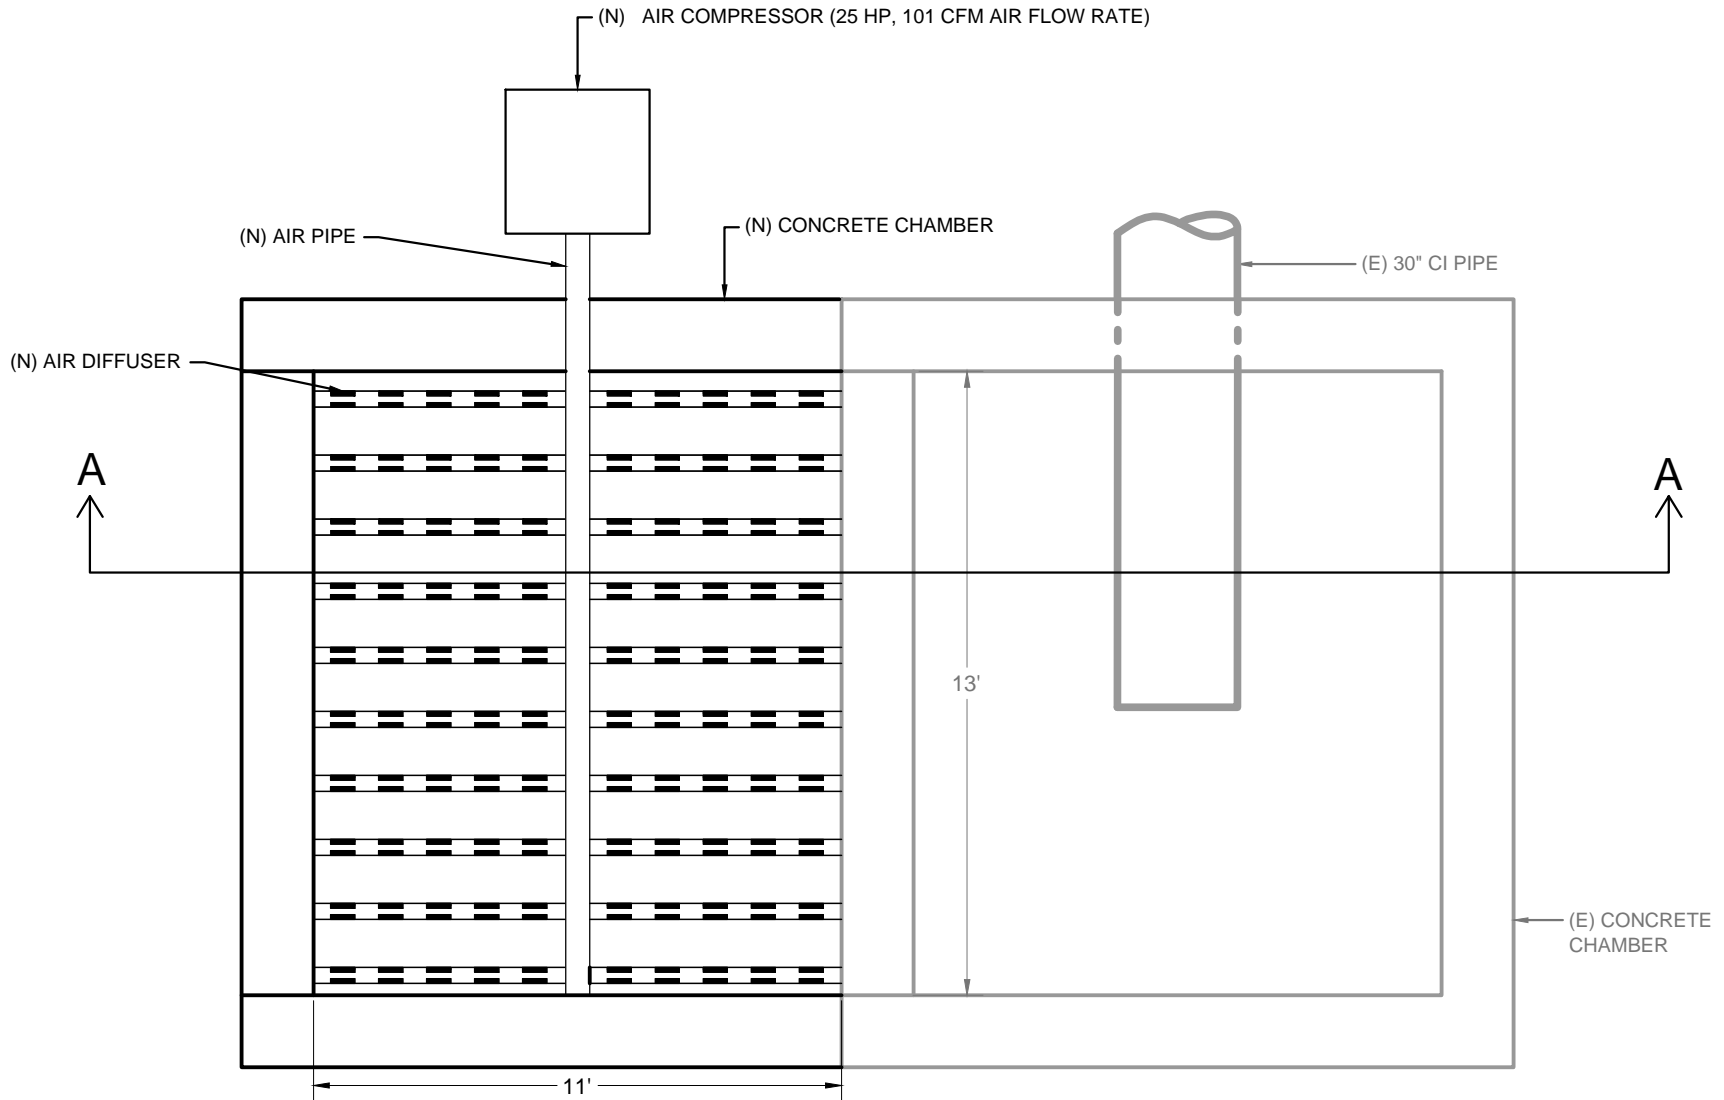 (N) AIR COMPRESSOR (25 HP, 101 CFM AIR FLOW RATE)
(N) AIR PIPE
(N) CONCRETE CHAMBER
(E) 30" CI PIPE
(N) AIR DIFFUSER
A
A
13'
(E) CONCRETE
CHAMBER
11'